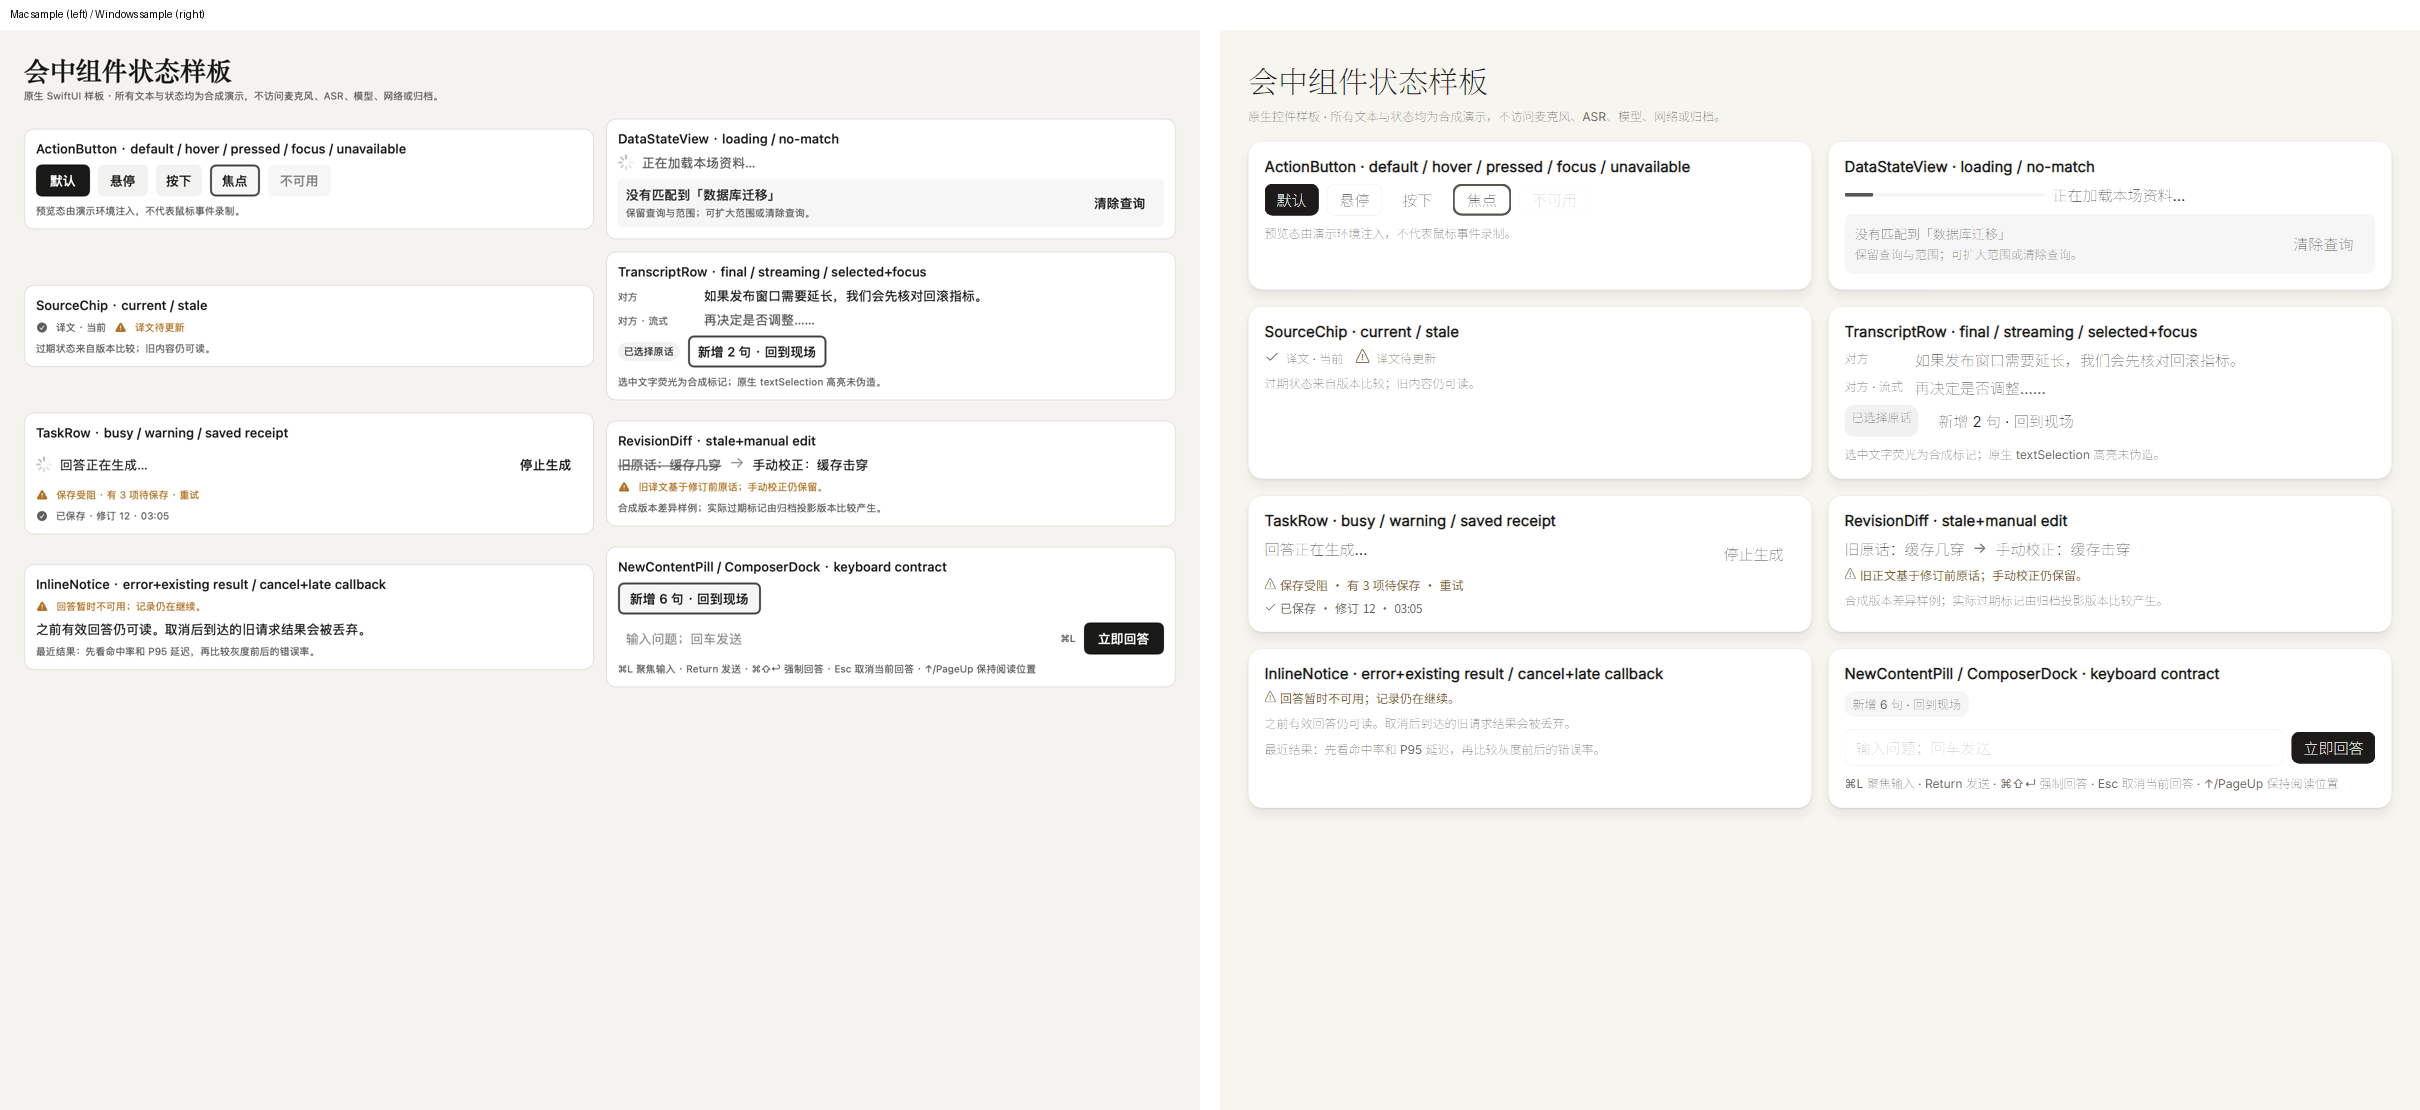 Mac sample (left) / Windows sample (right)
会中组件状态样板
原生 SwiftUI 样板 · 所有文本与状态均为合成演示，不访问麦克风、ASR、模型、网络或归档。
ActionButton · default / hover / pressed / focus / unavailable
默认 悬停 按下 焦点 不可用
预览态由演示环境注入，不代表鼠标事件录制。
SourceChip · current / stale
译文 · 当前 译文待更新
过期状态来自版本比较；旧内容仍可读。
TaskRow · busy / warning / saved receipt
回答正在生成... 停止生成
保存受阻 · 有 3 项待保存 · 重试
已保存 · 修订 12 · 03:05
InlineNotice · error+existing result / cancel+late callback
回答暂时不可用；记录仍在继续。
之前有效回答仍可读。取消后到达的旧请求结果会被丢弃。
最近结果：先看命中率和 P95 延迟，再比较灰度前后的错误率。
DataStateView · loading / no-match
正在加载本场资料...
没有匹配到「数据库迁移」
保留查询与范围；可扩大范围或清除查询。
清除查询
TranscriptRow · final / streaming / selected+focus
对方 如果发布窗口需要延长，我们会先核对回滚指标。
对方 · 流式 再决定是否调整……
已选择原话 新增 2 句 · 回到现场
选中文字荧光为合成标记；原生 textSelection 高亮未伪造。
RevisionDiff · stale+manual edit
旧原话：缓存几穿 → 手动校正：缓存击穿
旧译文基于修订前原话；手动校正仍保留。
合成版本差异样例；实际过期标记由归档投影版本比较产生。
NewContentPill / ComposerDock · keyboard contract
新增 6 句 · 回到现场
输入问题；回车发送 ⌘L 立即回答
⌘L 聚焦输入 · Return 发送 · ⌘⇧↩ 强制回答 · Esc 取消当前回答 · ↑/PageUp 保持阅读位置
会中组件状态样板
原生控件样板 · 所有文本与状态均为合成演示，不访问麦克风、ASR、模型、网络或归档。
ActionButton · default / hover / pressed / focus / unavailable
默认 悬停 按下 焦点 不可用
预览态由演示环境注入，不代表鼠标事件录制。
DataStateView · loading / no-match
正在加载本场资料...
没有匹配到「数据库迁移」
保留查询与范围；可扩大范围或清除查询。
清除查询
SourceChip · current / stale
译文 · 当前 译文待更新
过期状态来自版本比较；旧内容仍可读。
TranscriptRow · final / streaming / selected+focus
对方 如果发布窗口需要延长，我们会先核对回滚指标。
对方 · 流式 再决定是否调整……
已选择原话 新增 2 句 · 回到现场
选中文字荧光为合成标记；原生 textSelection 高亮未伪造。
TaskRow · busy / warning / saved receipt
回答正在生成... 停止生成
保存受阻 · 有 3 项待保存 · 重试
已保存 · 修订 12 · 03:05
RevisionDiff · stale+manual edit
旧原话：缓存几穿 → 手动校正：缓存击穿
旧正文基于修订前原话；手动校正仍保留。
合成版本差异样例；实际过期标记由归档投影版本比较产生。
InlineNotice · error+existing result / cancel+late callback
回答暂时不可用；记录仍在继续。
之前有效回答仍可读。取消后到达的旧请求结果会被丢弃。
最近结果：先看命中率和 P95 延迟，再比较灰度前后的错误率。
NewContentPill / ComposerDock · keyboard contract
新增 6 句 · 回到现场
输入问题；回车发送 立即回答
⌘L 聚焦输入 · Return 发送 · ⌘⇧↩ 强制回答 · Esc 取消当前回答 · ↑/PageUp 保持阅读位置